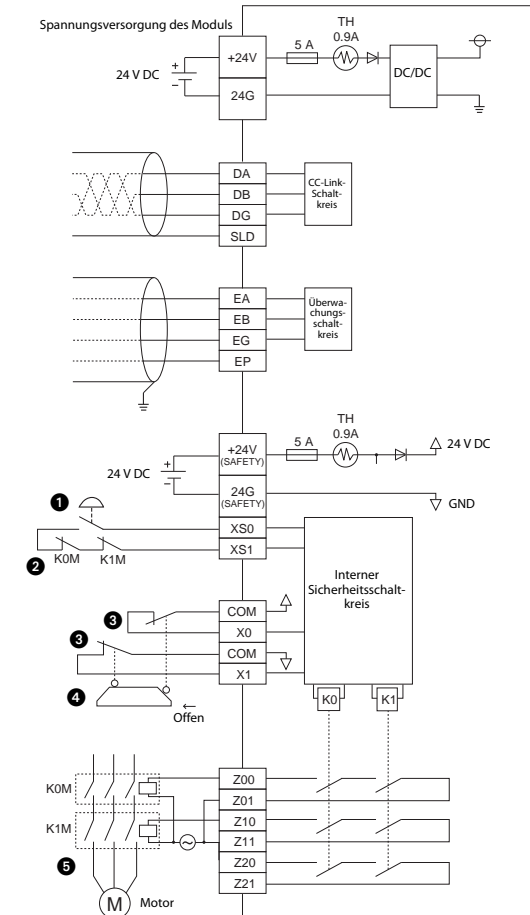 Spannungsversorgung des Moduls
24 V DC
+
−
+24V
24G
5 A
TH
0.9A
DC/DC
DA
DB
DG
SLD
CC-Link-
Schalt-
kreis
EA
EB
EG
EP
Überwa-
chungs-
schalt-
kreis
24 V DC
+
−
+24V
(SAFETY)
24G
(SAFETY)
5 A
TH
0.9A
24 V DC
GND
1
2
K0M
K1M
XS0
XS1
Interner
Sicherheitsschalt-
kreis
3
3
4
COM
X0
COM
X1
←
Offen
K0
K1
K0M
K1M
5
M
Motor
Z00
Z01
Z10
Z11
Z20
Z21